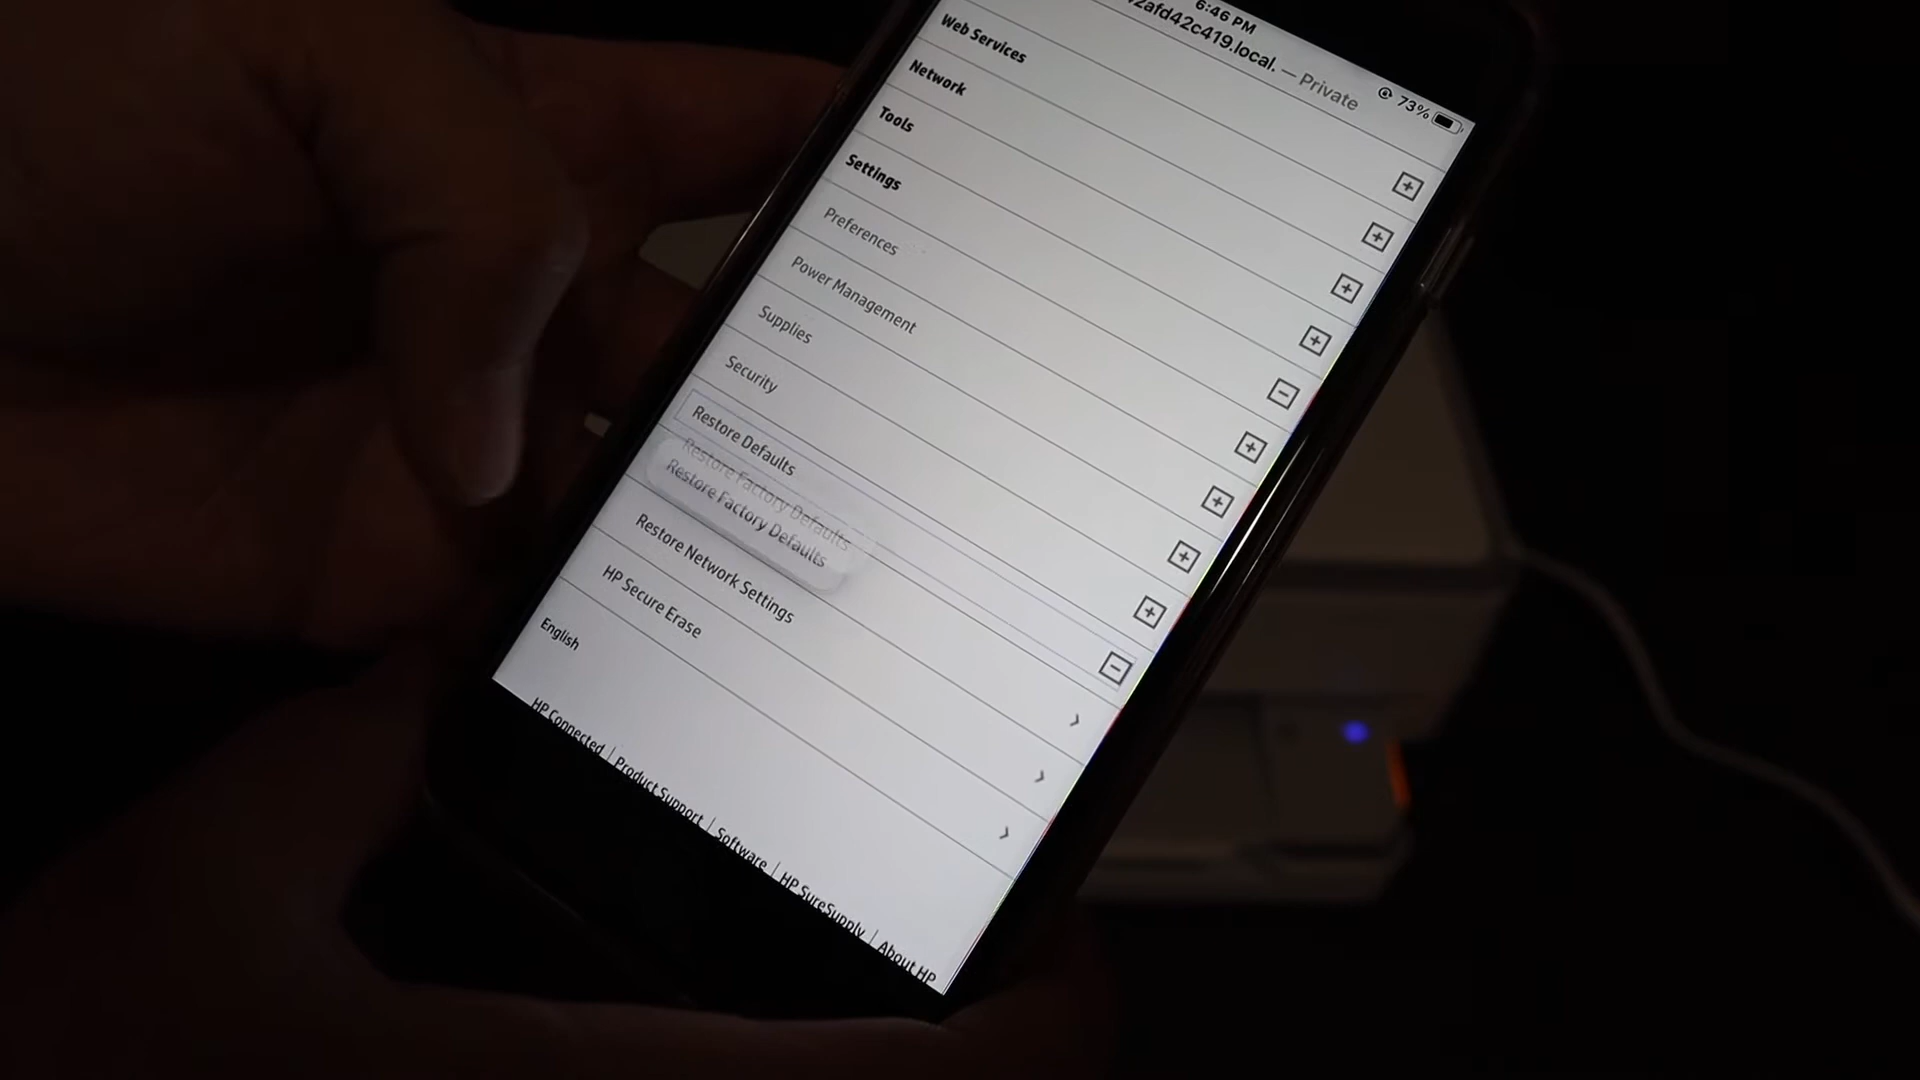 6:46 PM
2afd42c419.local. — Private
73%
Web Services
Network
Tools
Settings
Preferences
Power Management
Supplies
Security
Restore Defaults
Restore Factory Defaults
Restore Factory Defaults
Restore Network Settings
HP Secure Erase
English
HP Connected | Product Support | Software | HP SureSupply | About HP